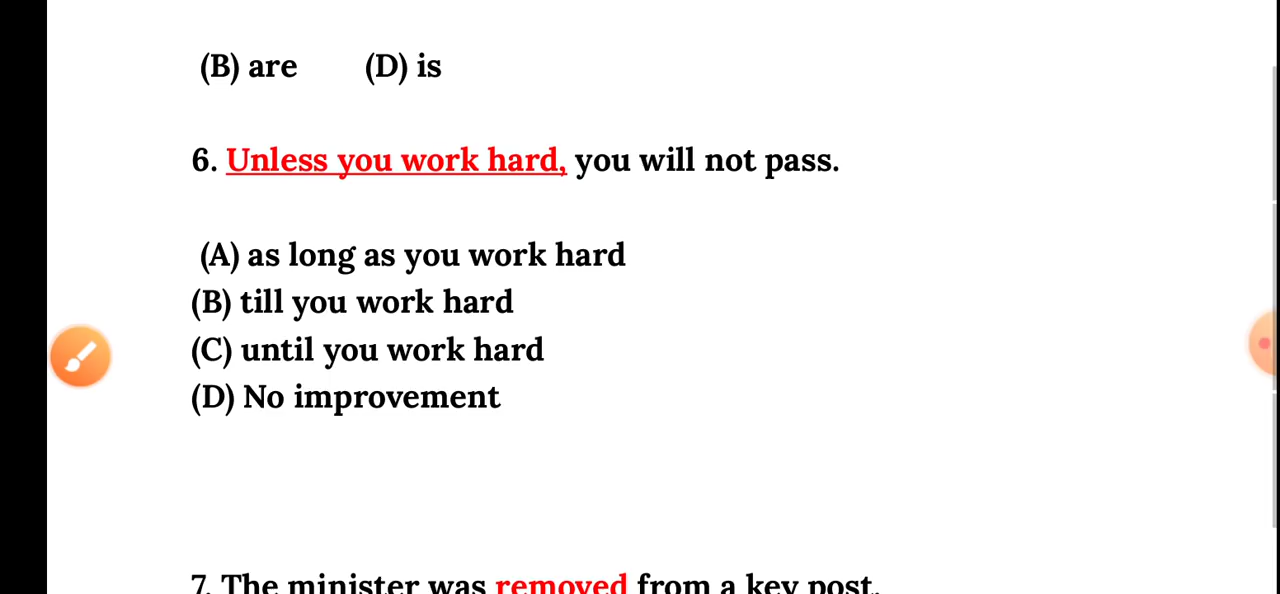 (B) are (D) is
6. Unless you work hard, you will not pass.
(A) as long as you work hard
(B) till you work hard
(C) until you work hard
(D) No improvement
7. The minister was removed from a key post.